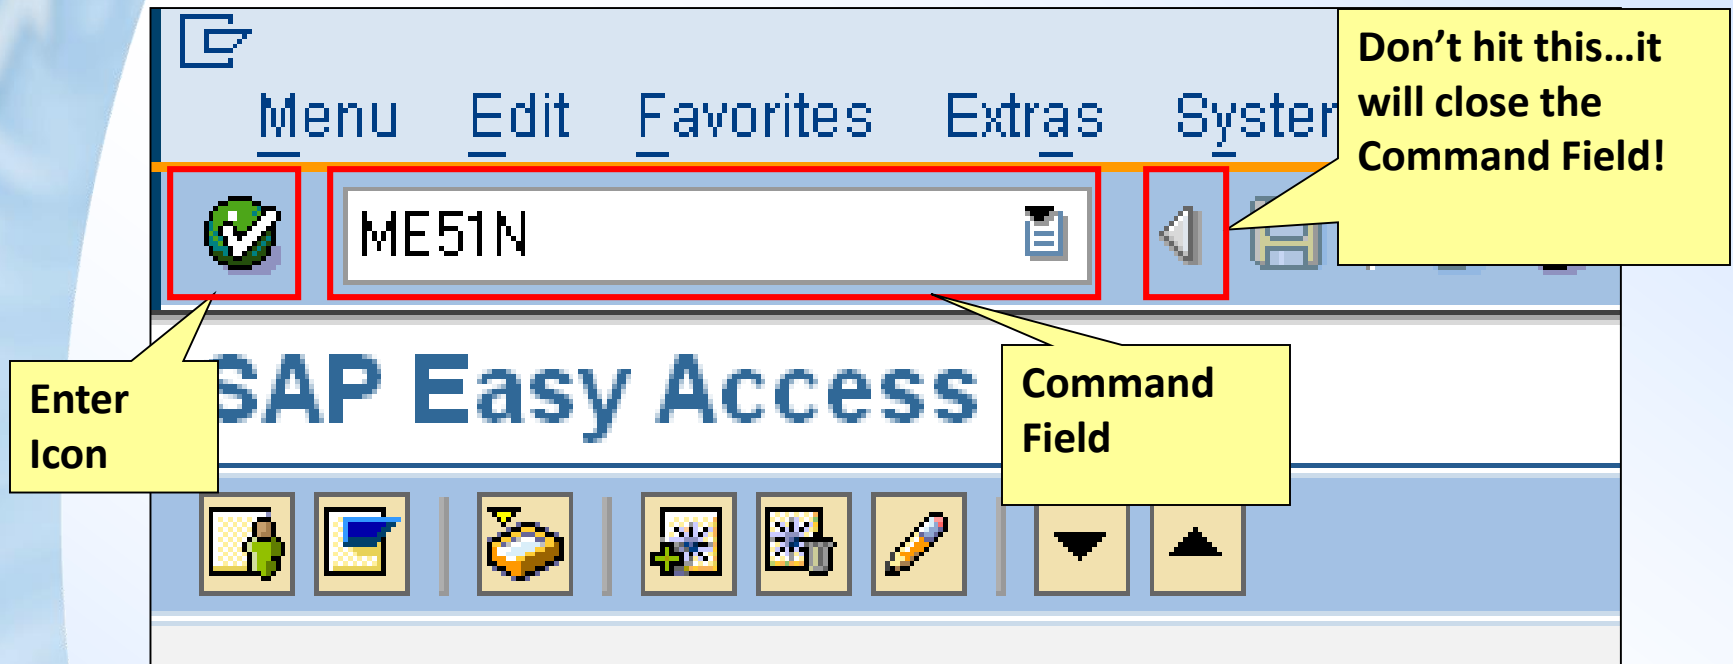 Menu Edit Favorites Extras Syster
Don't hit this...it
will close the
Command Field!
ME51N
SAP Easy Access
Enter
Icon
Command
Field